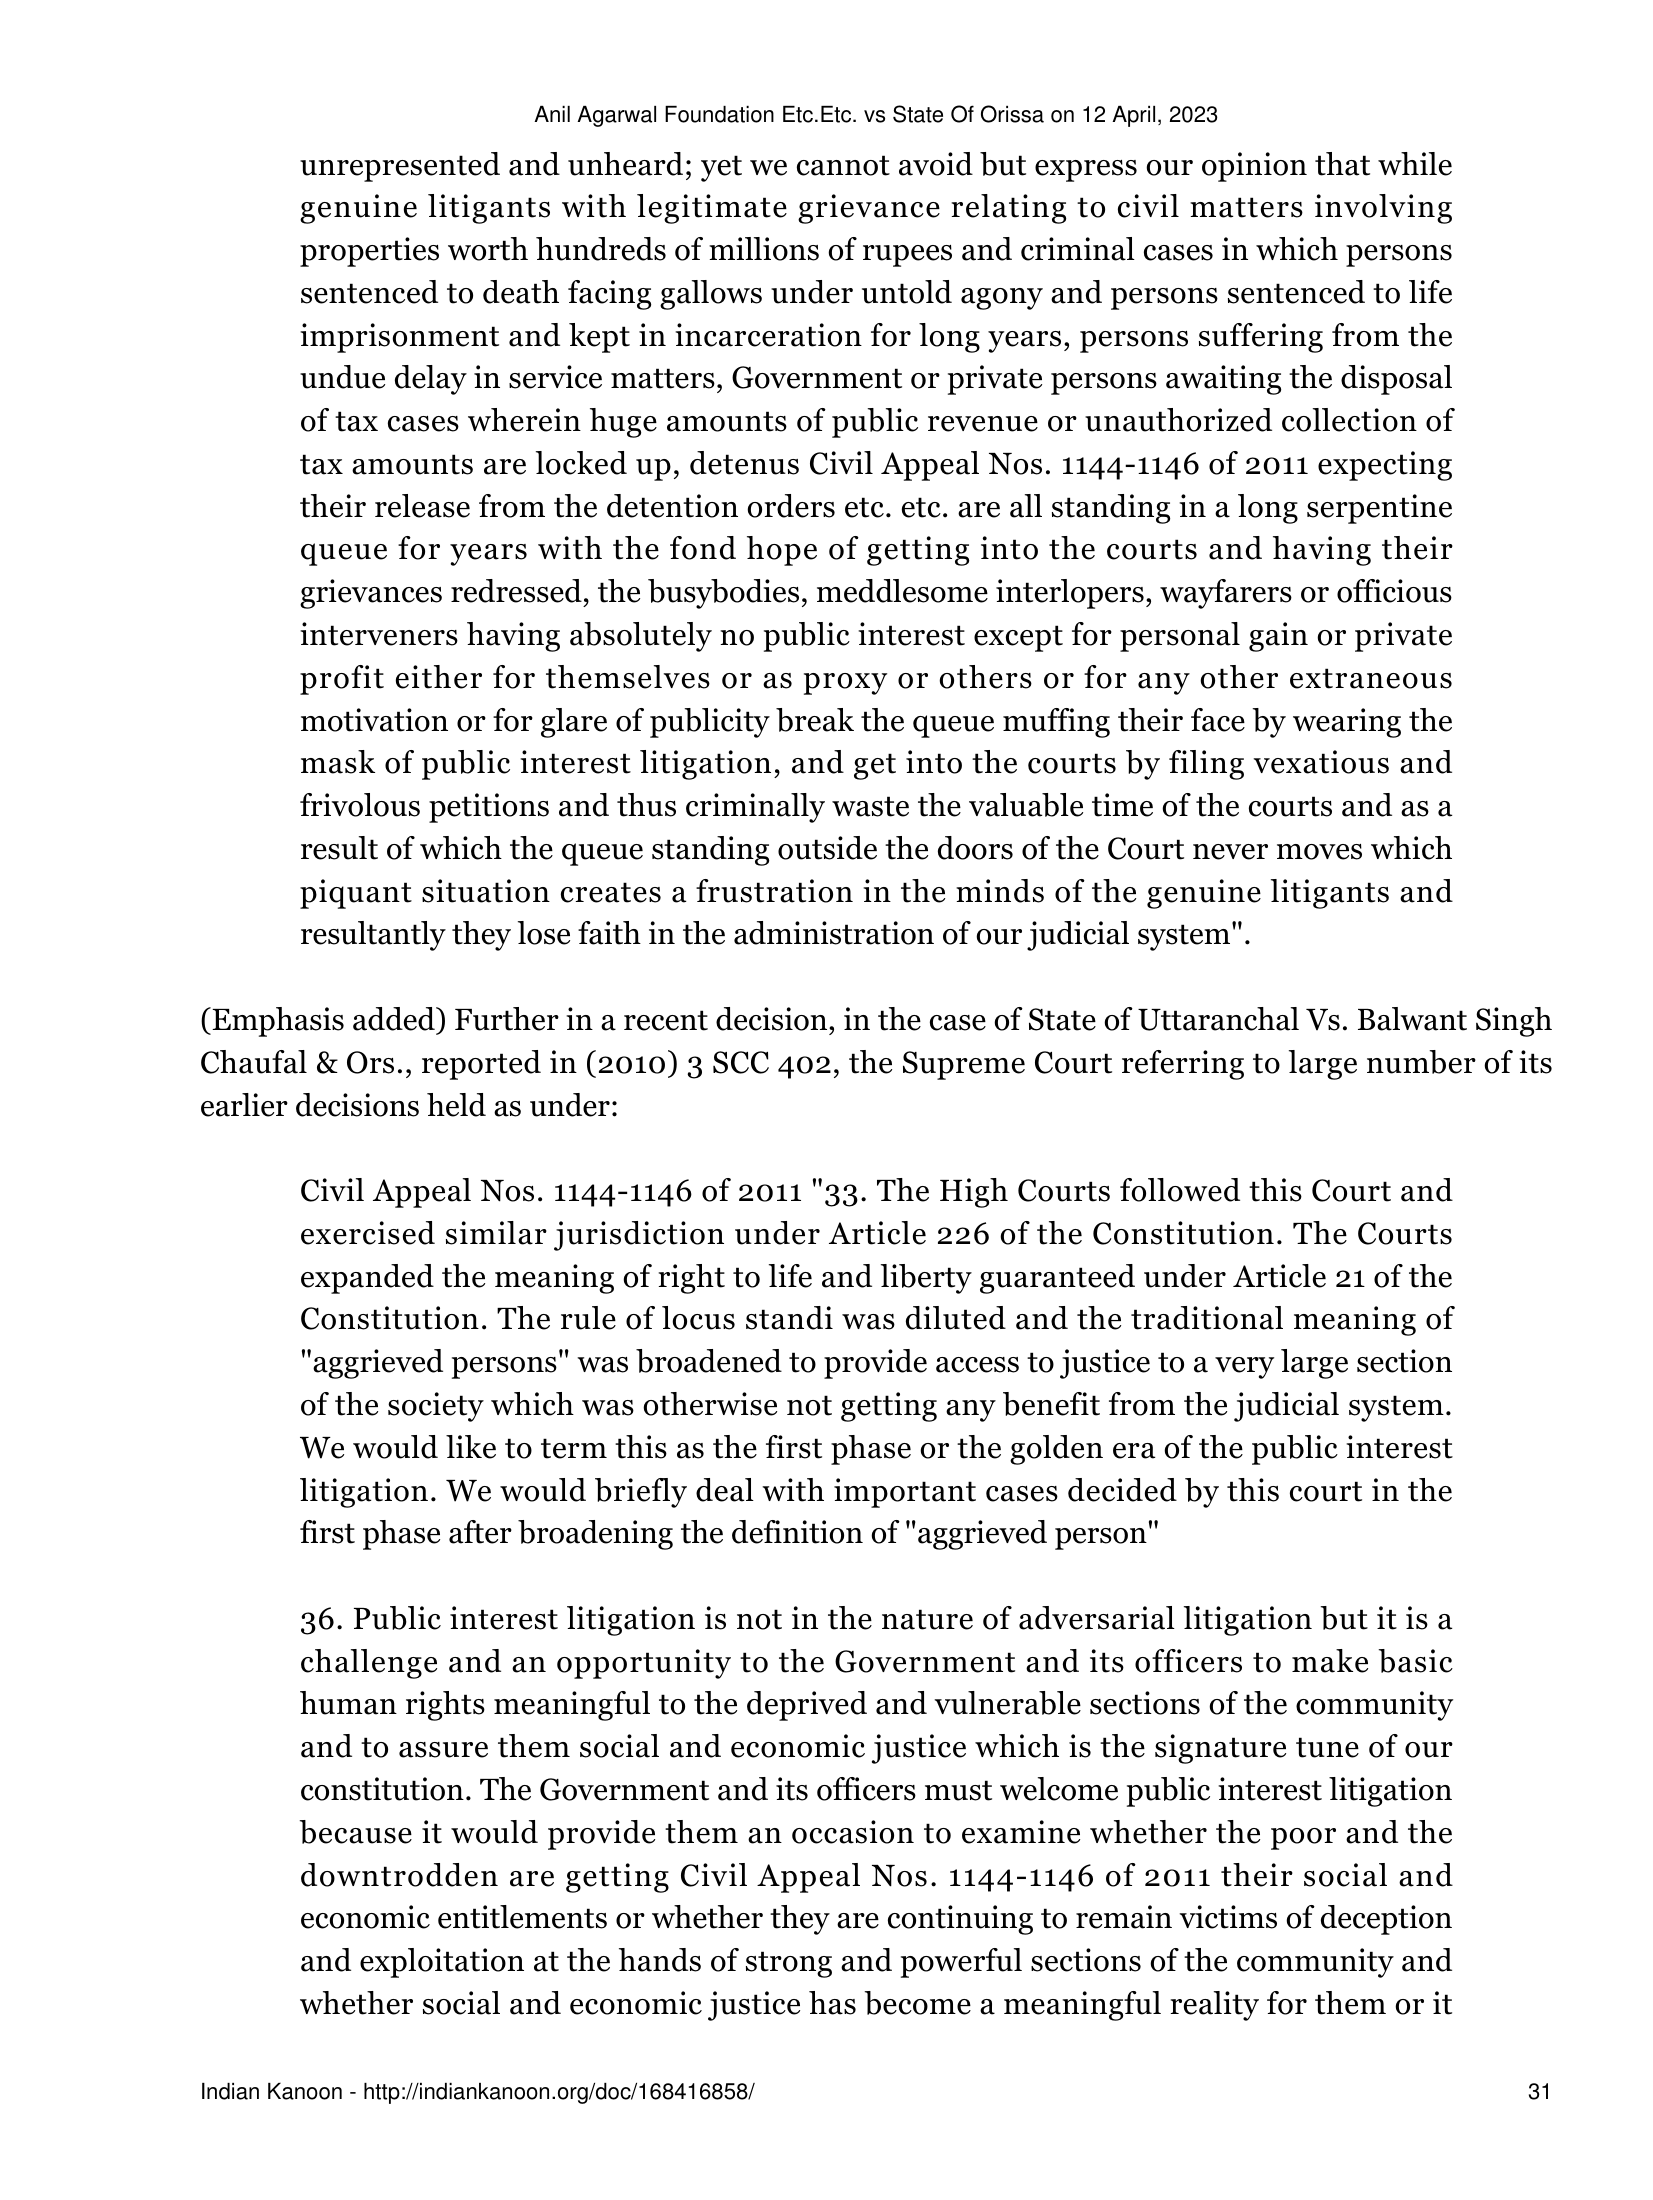 Anil Agarwal Foundation Etc.Etc. vs State Of Orissa on 12 April, 2023
unrepresented and unheard; yet we cannot avoid but express our opinion that while
genuine litigants with legitimate grievance relating to civil matters involving
properties worth hundreds of millions of rupees and criminal cases in which persons
sentenced to death facing gallows under untold agony and persons sentenced to life
imprisonment and kept in incarceration for long years, persons suffering from the
undue delay in service matters, Government or private persons awaiting the disposal
of tax cases wherein huge amounts of public revenue or unauthorized collection of
tax amounts are locked up, detenus Civil Appeal Nos. 1144-1146 of 2011 expecting
their release from the detention orders etc. etc. are all standing in a long serpentine
queue for years with the fond hope of getting into the courts and having their
grievances redressed, the busybodies, meddlesome interlopers, wayfarers or officious
interveners having absolutely no public interest except for personal gain or private
profit either for themselves or as proxy or others or for any other extraneous
motivation or for glare of publicity break the queue muffing their face by wearing the
mask of public interest litigation, and get into the courts by filing vexatious and
frivolous petitions and thus criminally waste the valuable time of the courts and as a
result of which the queue standing outside the doors of the Court never moves which
piquant situation creates a frustration in the minds of the genuine litigants and
resultantly they lose faith in the administration of our judicial system".
(Emphasis added) Further in a recent decision, in the case of State of Uttaranchal Vs. Balwant Singh
Chaufal & Ors., reported in (2010) 3 SCC 402, the Supreme Court referring to large number of its
earlier decisions held as under:
Civil Appeal Nos. 1144-1146 of 2011 "33. The High Courts followed this Court and
exercised similar jurisdiction under Article 226 of the Constitution. The Courts
expanded the meaning of right to life and liberty guaranteed under Article 21 of the
Constitution. The rule of locus standi was diluted and the traditional meaning of
"aggrieved persons" was broadened to provide access to justice to a very large section
of the society which was otherwise not getting any benefit from the judicial system.
We would like to term this as the first phase or the golden era of the public interest
litigation. We would briefly deal with important cases decided by this court in the
first phase after broadening the definition of "aggrieved person"
36. Public interest litigation is not in the nature of adversarial litigation but it is a
challenge and an opportunity to the Government and its officers to make basic
human rights meaningful to the deprived and vulnerable sections of the community
and to assure them social and economic justice which is the signature tune of our
constitution. The Government and its officers must welcome public interest litigation
because it would provide them an occasion to examine whether the poor and the
downtrodden are getting Civil Appeal Nos. 1144-1146 of 2011 their social and
economic entitlements or whether they are continuing to remain victims of deception
and exploitation at the hands of strong and powerful sections of the community and
whether social and economic justice has become a meaningful reality for them or it
Indian Kanoon - http://indiankanoon.org/doc/168416858/ 31